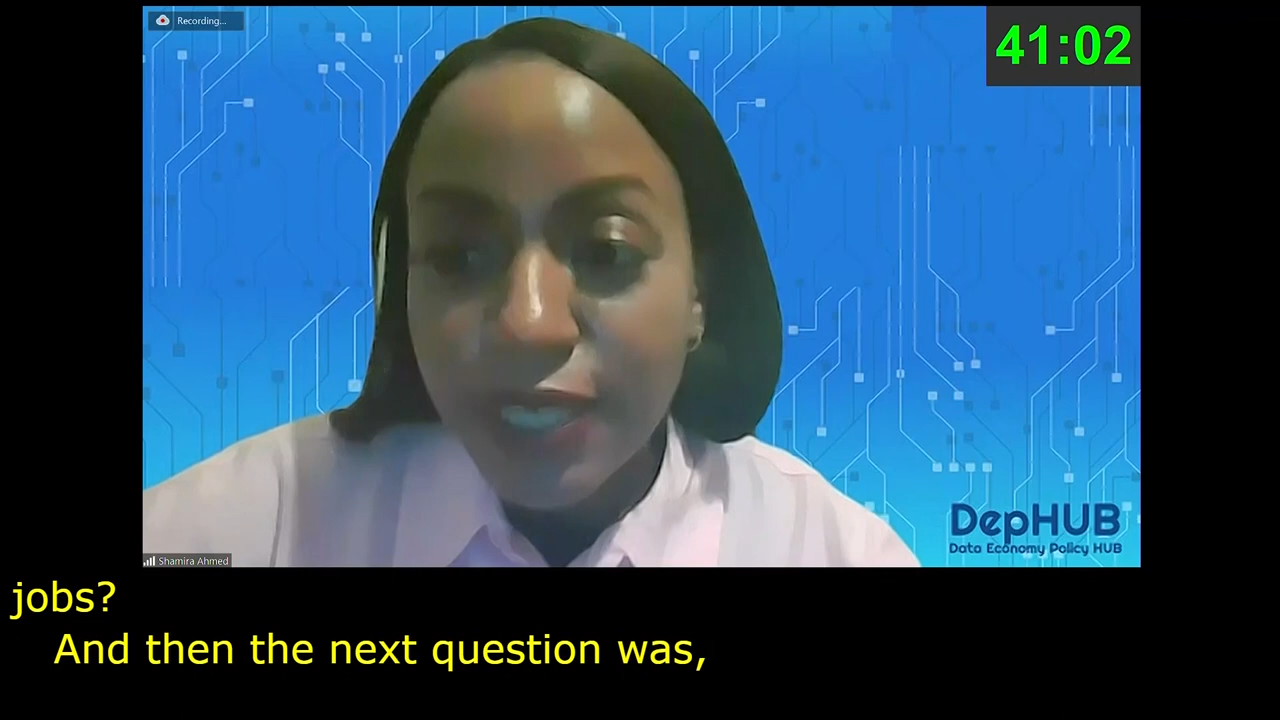 Recording...
41:02
DepHUB
Data Economy Policy HUB
Shamira Ahmed
jobs?
And then the next question was,